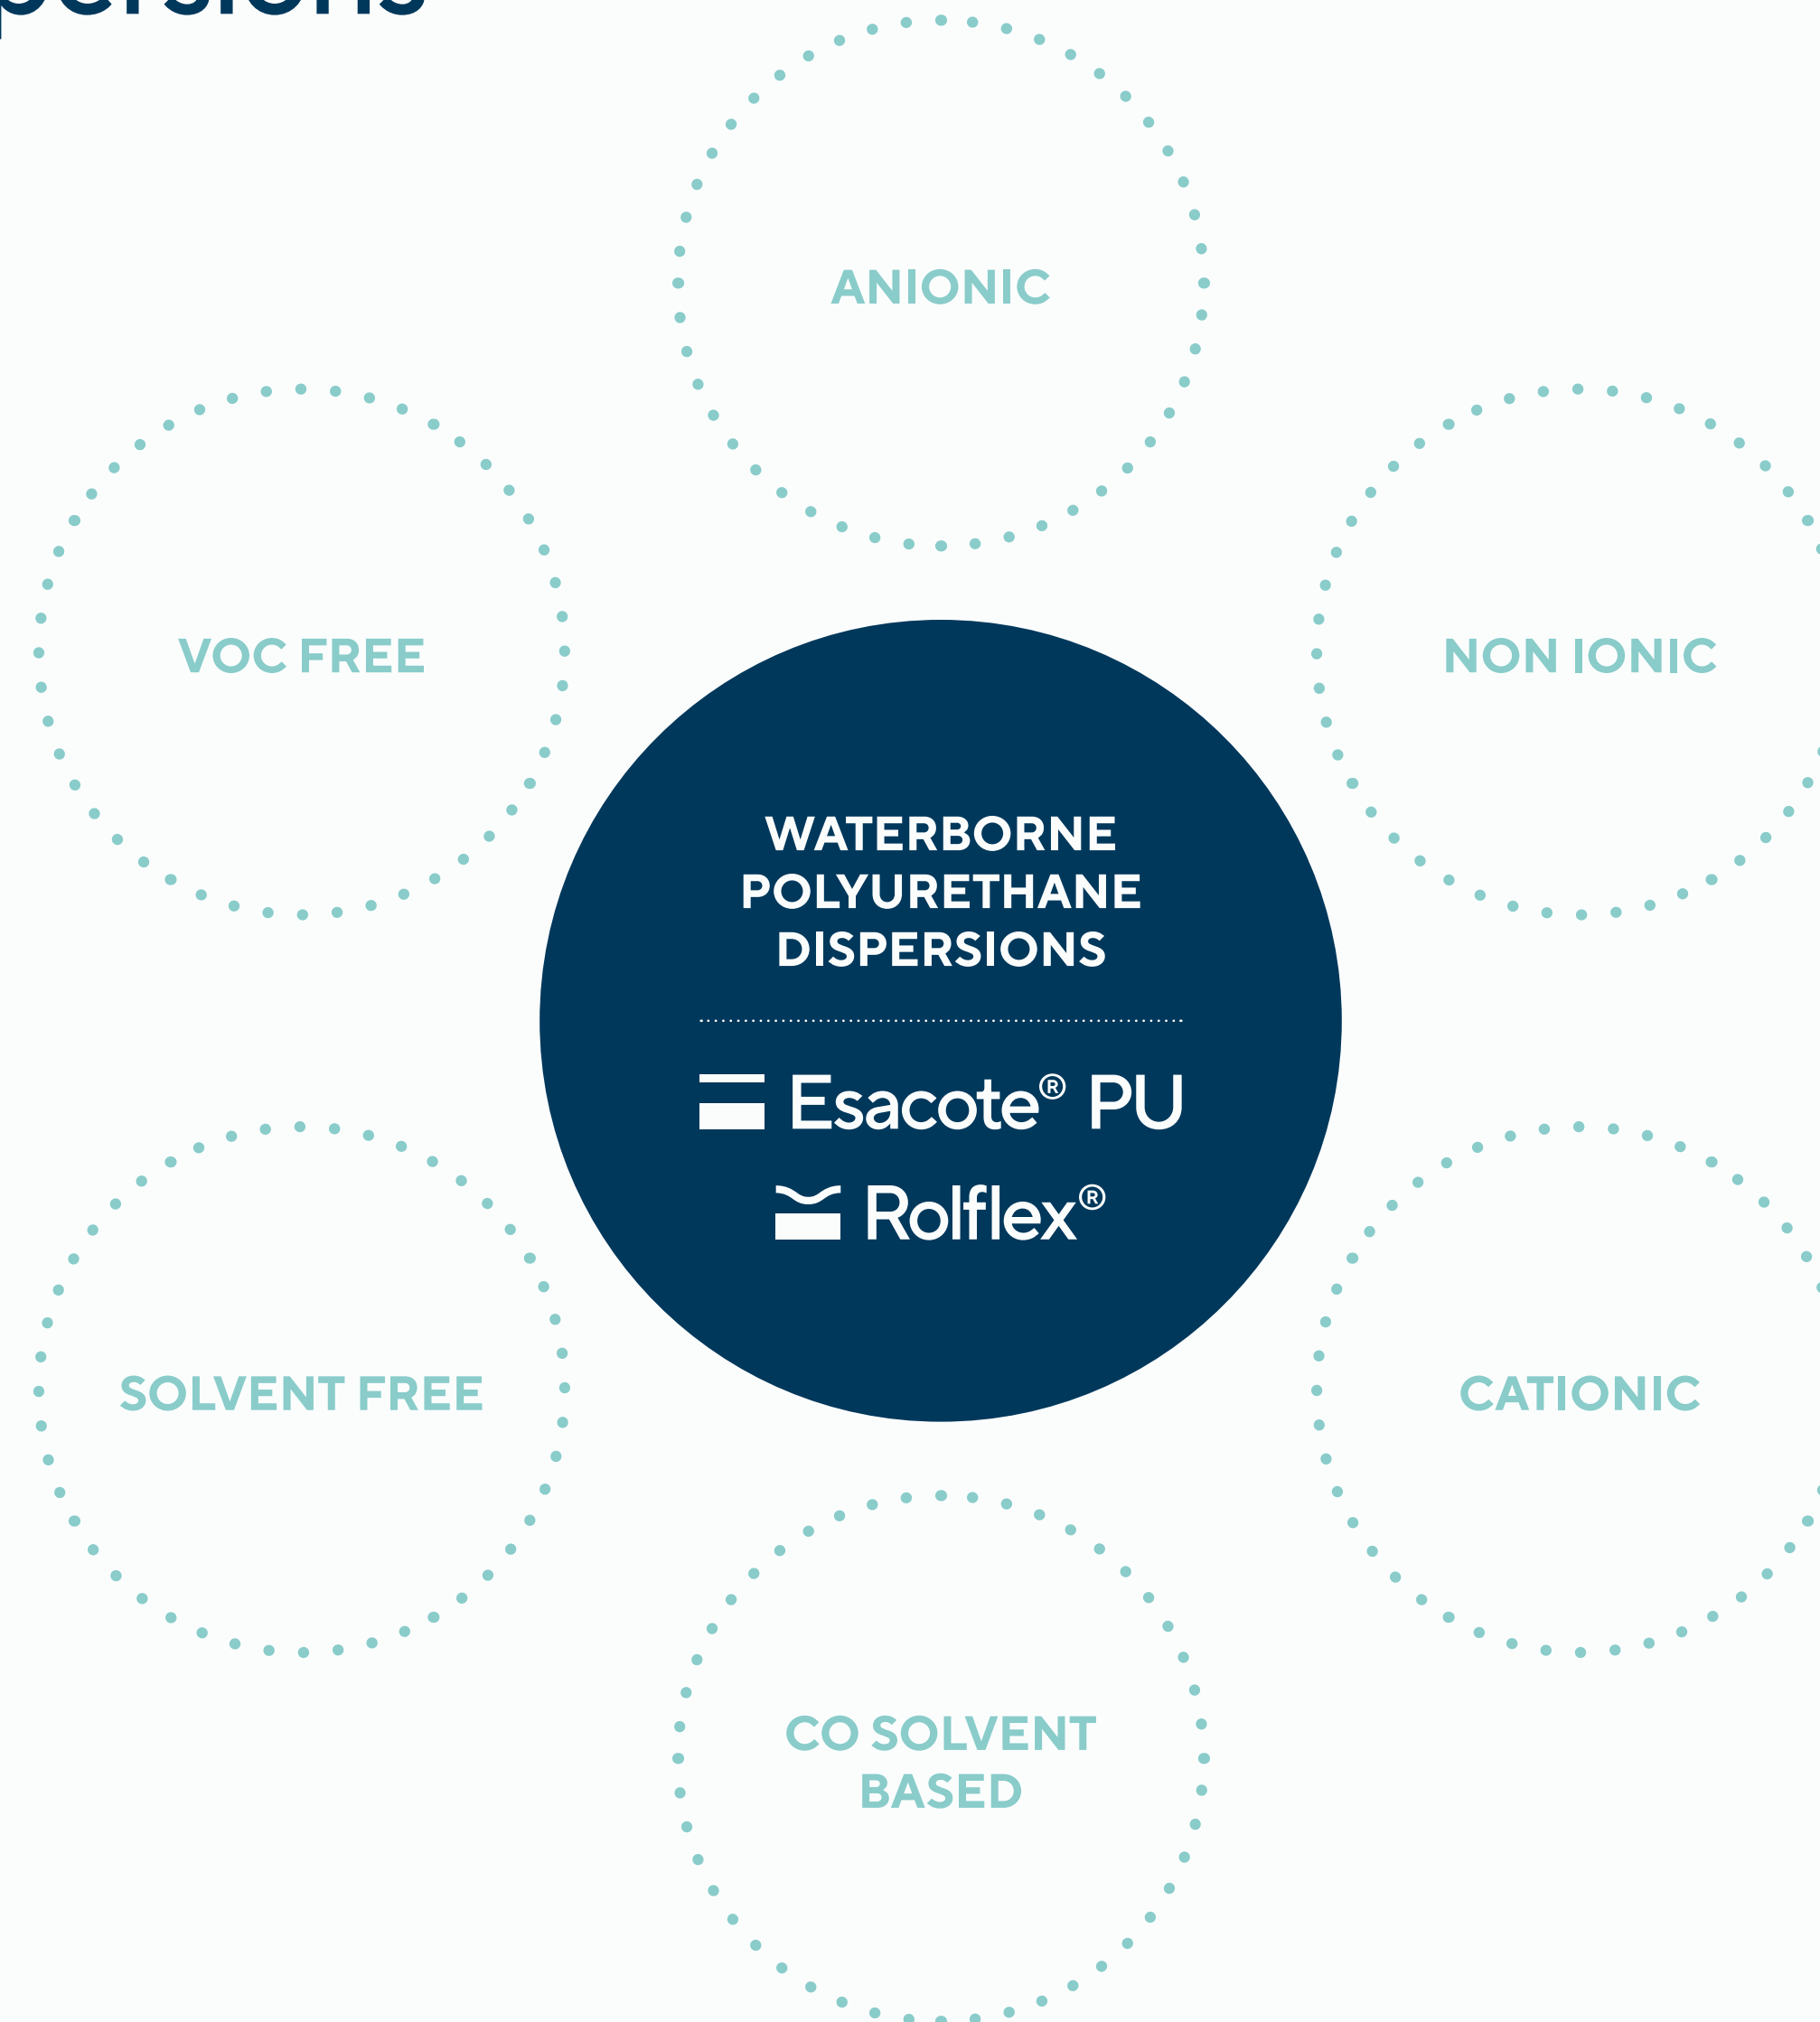 ANIONIC
VOC FREE
NON IONIC
WATERBORNE
POLYURETHANE
DISPERSIONS
Esacote® PU
Rolflex®
SOLVENT FREE
CATIONIC
CO SOLVENT
BASED